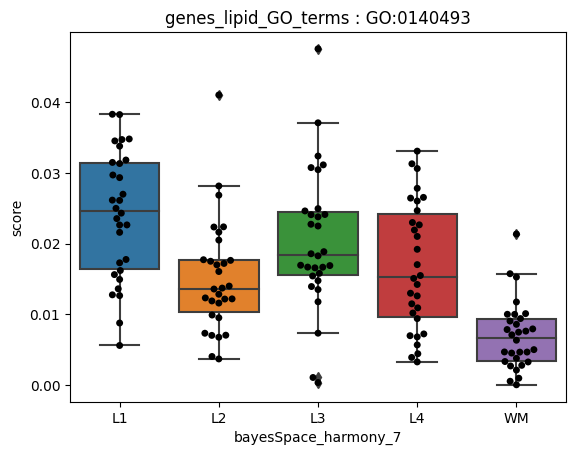 genes_lipid_GO_terms : GO:0140493
0.04
0.03
0.02
0.01
0.00
score
L1 L2 L3 L4 WM
bayesSpace_harmony_7